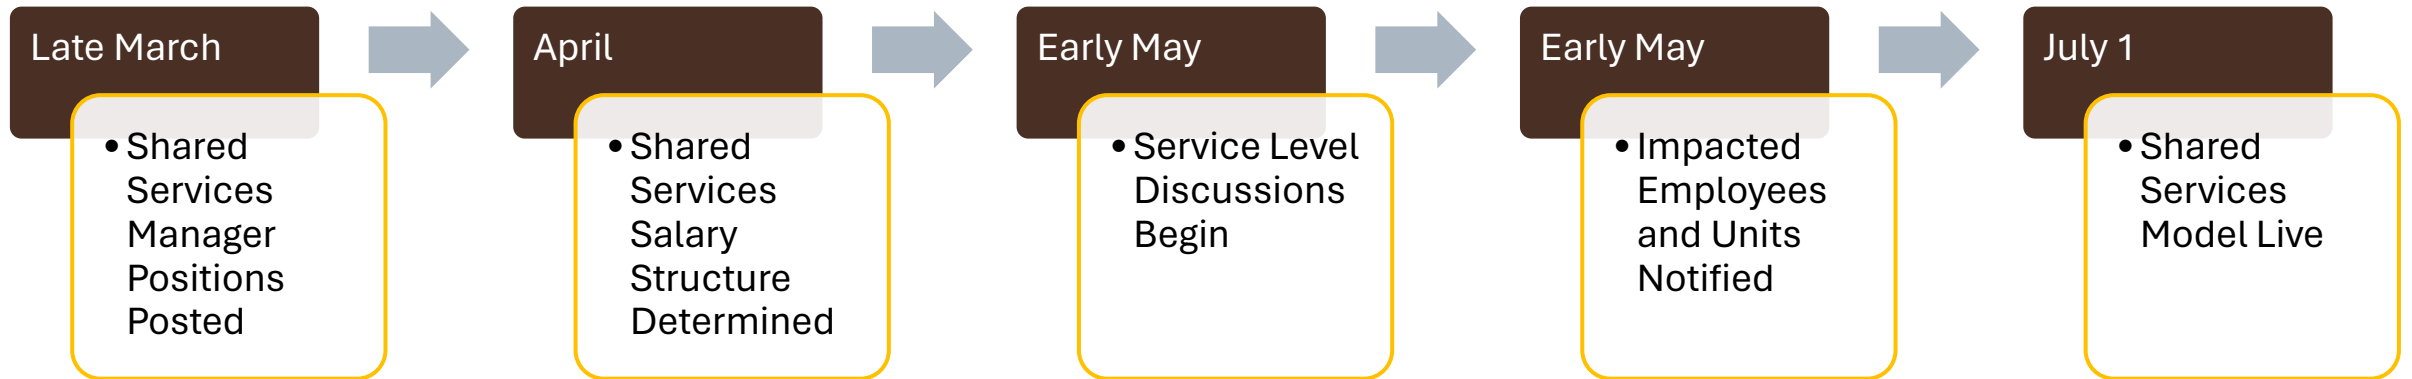 Late March
• Shared
Services
Manager
Positions
Posted
April
• Shared
Services
Salary
Structure
Determined
Early May
• Service Level
Discussions
Begin
Early May
• Impacted
Employees
and Units
Notified
July 1
• Shared
Services
Model Live